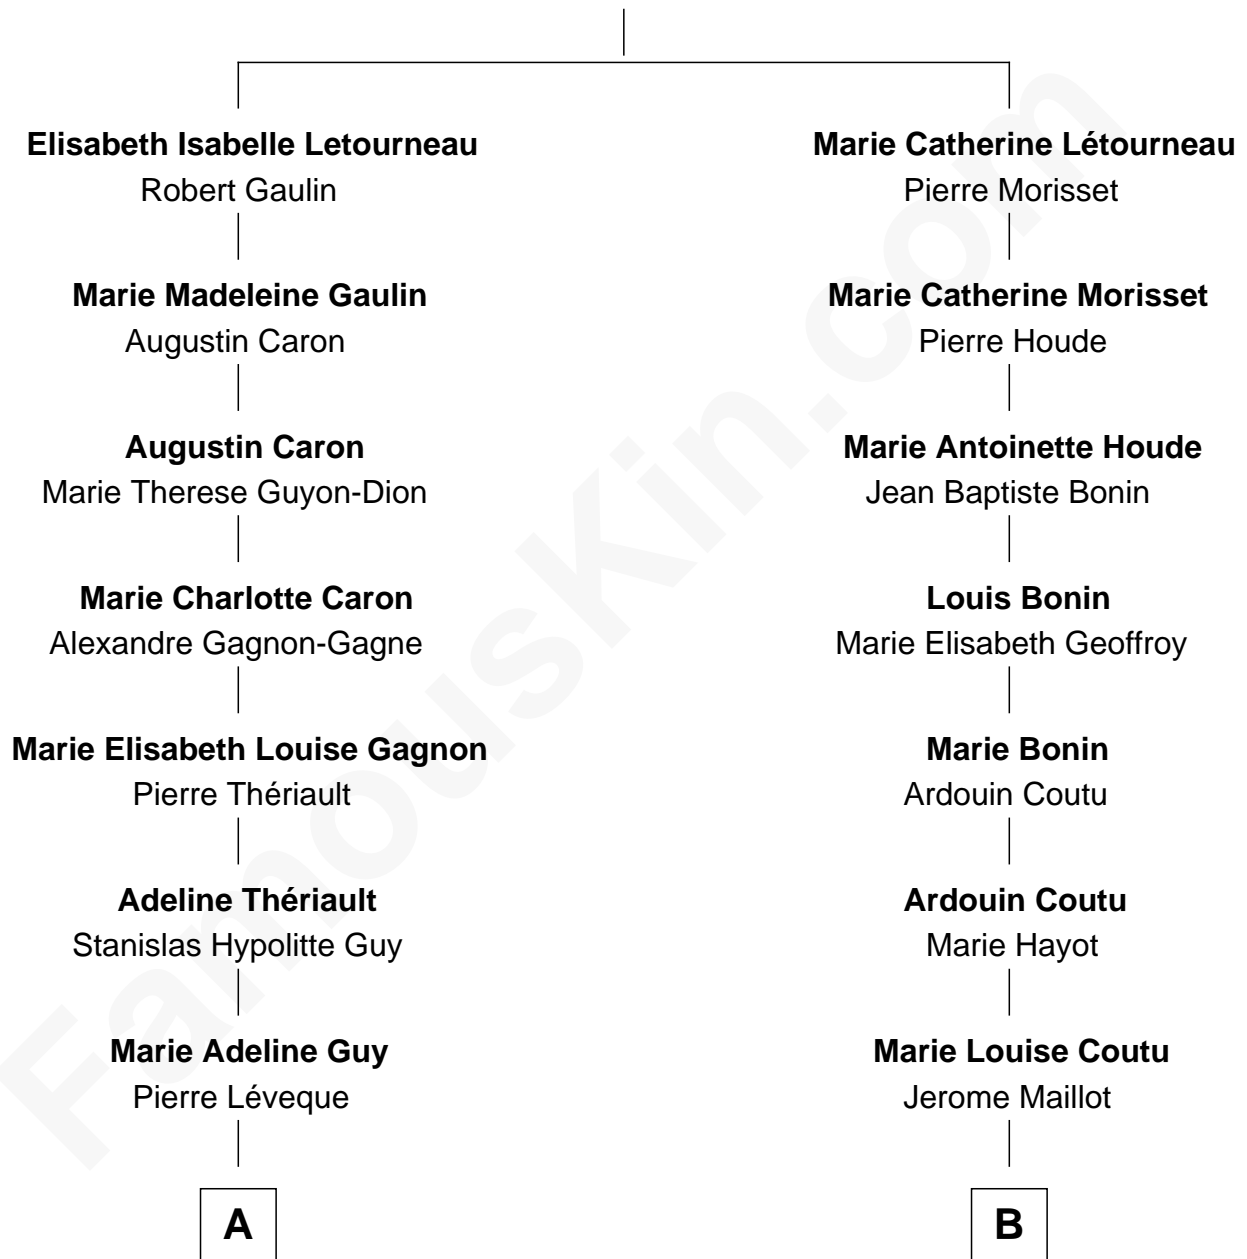 Elisabeth Isabelle Letourneau
Robert Gaulin
Marie Madeleine Gaulin
Augustin Caron
Augustin Caron
Marie Therese Guyon-Dion
Marie Charlotte Caron
Alexandre Gagnon-Gagne
Marie Elisabeth Louise Gagnon
Pierre Thériault
Adeline Thériault
Stanislas Hypolitte Guy
Marie Adeline Guy
Pierre Léveque
A
Marie Catherine Létourneau
Pierre Morisset
Marie Catherine Morisset
Pierre Houde
Marie Antoinette Houde
Jean Baptiste Bonin
Louis Bonin
Marie Elisabeth Geoffroy
Marie Bonin
Ardouin Coutu
Ardouin Coutu
Marie Hayot
Marie Louise Coutu
Jerome Maillot
B
FamousKin.com